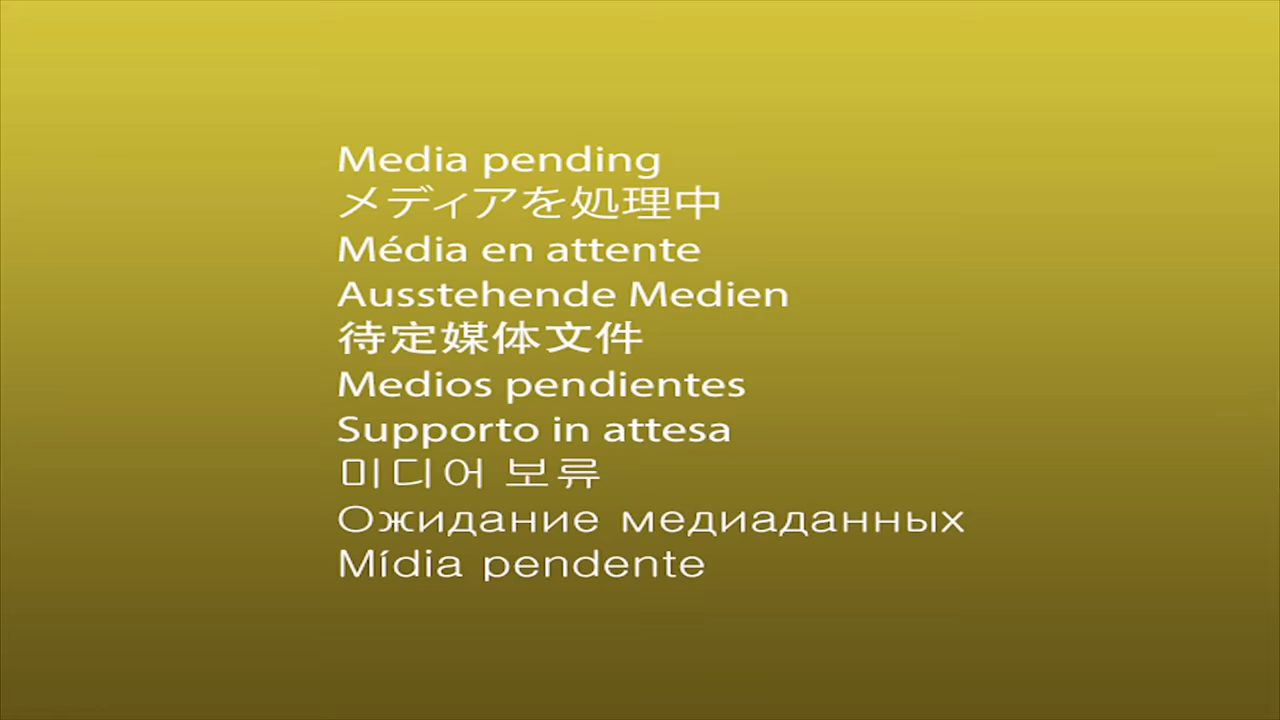 Media pending
メディアを処理中
Média en attente
Ausstehende Medien
待定媒体文件
Medios pendientes
Supporto in attesa
미디어 보류
Ожидание медиаданных
Mídia pendente